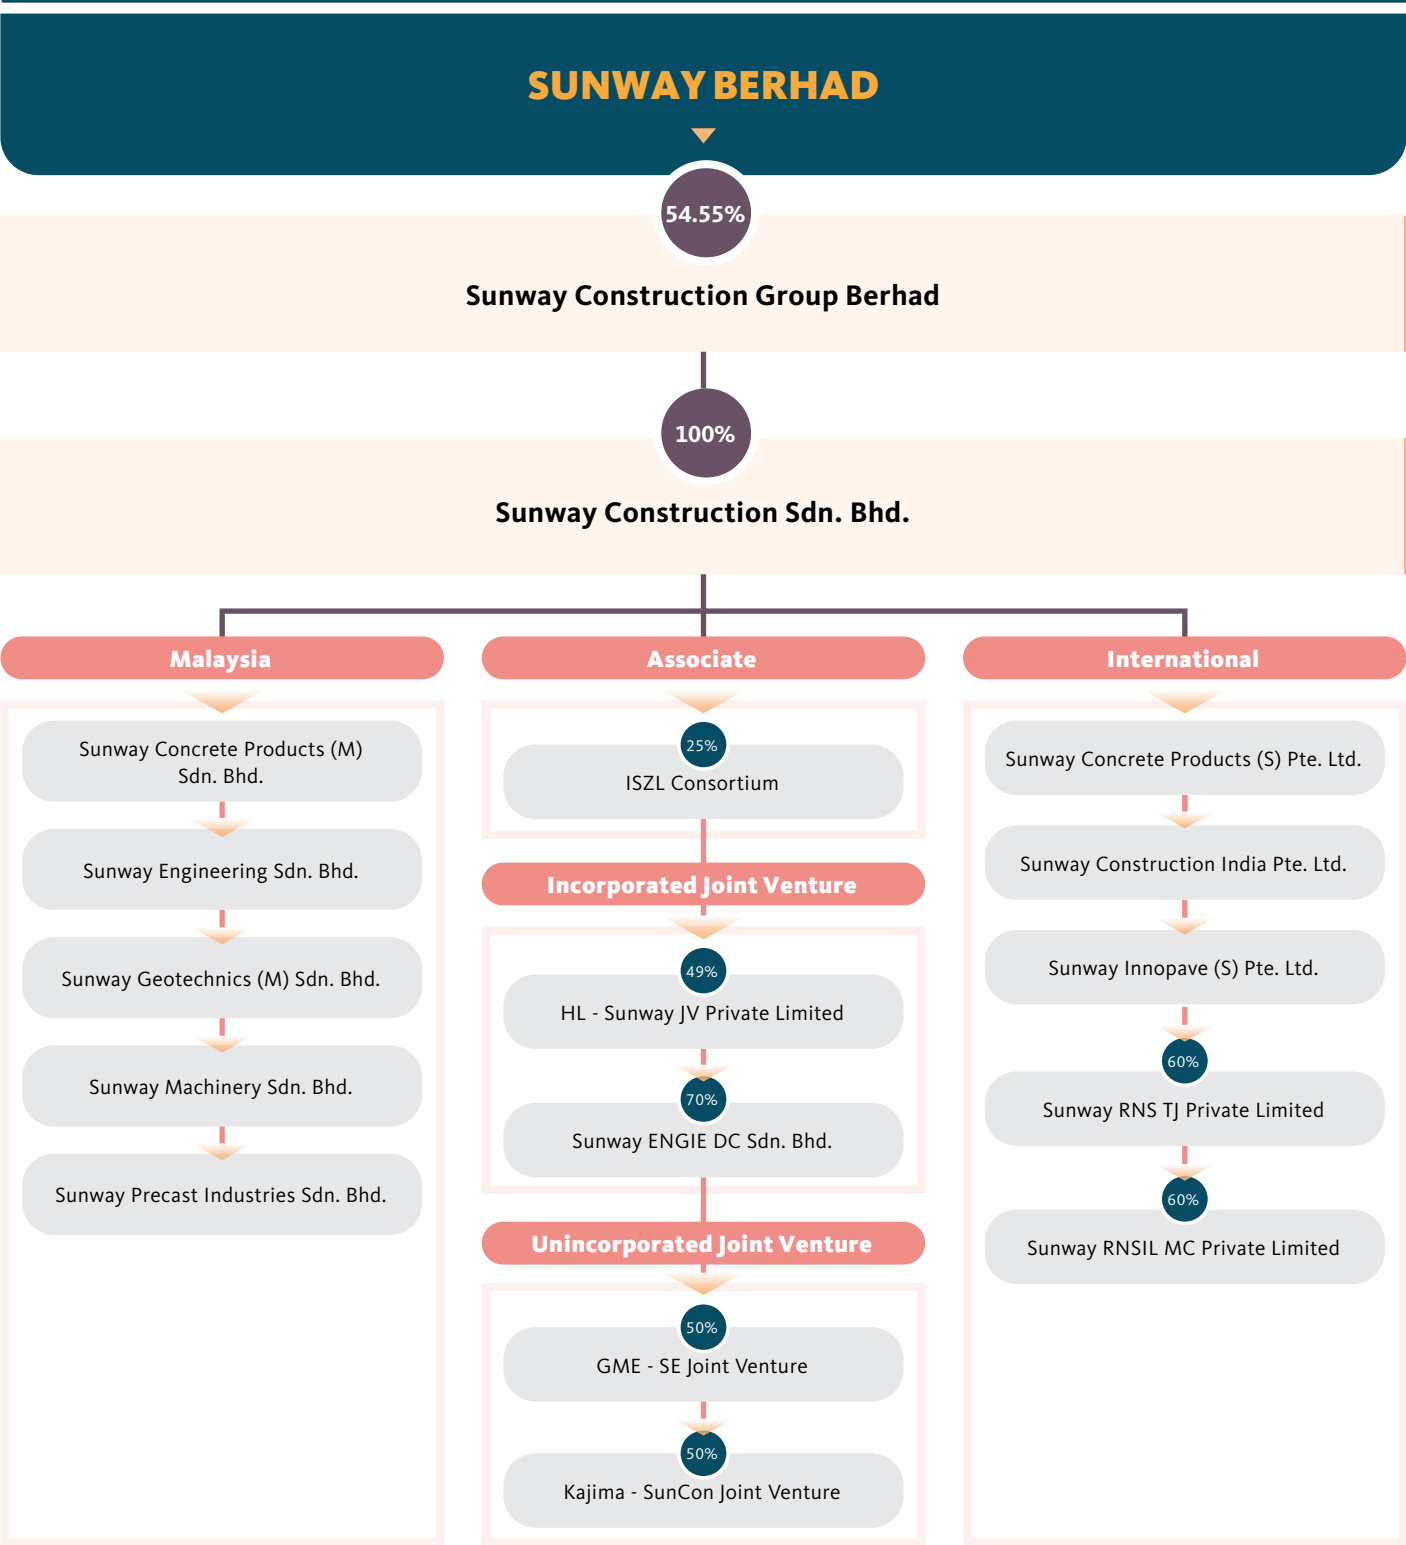 SUNWAY BERHAD
54.55%
Sunway Construction Group Berhad
100%
Sunway Construction Sdn. Bhd.
Malaysia
Sunway Concrete Products (M)
Sdn. Bhd.
Sunway Engineering Sdn. Bhd.
Sunway Geotechnics (M) Sdn. Bhd.
Sunway Machinery Sdn. Bhd.
Sunway Precast Industries Sdn. Bhd.
Associate
25%
ISZL Consortium
Incorporated Joint Venture
49%
HL - Sunway JV Private Limited
70%
Sunway ENGIE DC Sdn. Bhd.
Unincorporated Joint Venture
50%
GME - SE Joint Venture
50%
Kajima - SunCon Joint Venture
International
Sunway Concrete Products (S) Pte. Ltd.
Sunway Construction India Pte. Ltd.
Sunway Innopave (S) Pte. Ltd.
60%
Sunway RNS TJ Private Limited
60%
Sunway RNSIL MC Private Limited